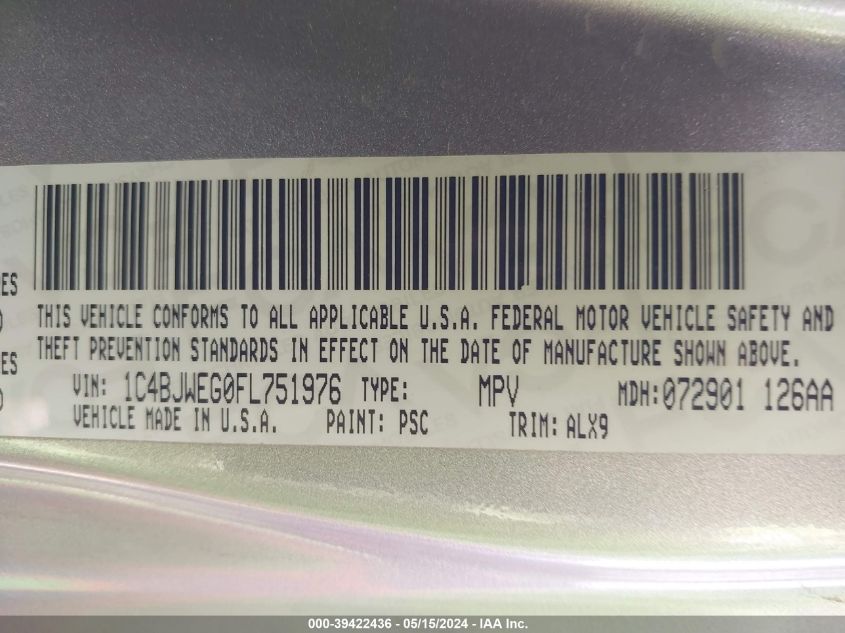 ES
THIS VEHICLE CONFORMS TO ALL APPLICABLE U.S.A. FEDERAL MOTOR VEHICLE SAFETY AND
THEFT PREVENTION STANDARDS IN EFFECT ON THE DATE OF MANUFACTURE SHOWN ABOVE.
ES
VIN: 1C4BJWEG0FL751976 TYPE: MPV MDH:072901 126AA
VEHICLE MADE IN U.S.A. PAINT: PSC TRIM: ALX9
000-39422436 - 05/15/2024 - IAA Inc.